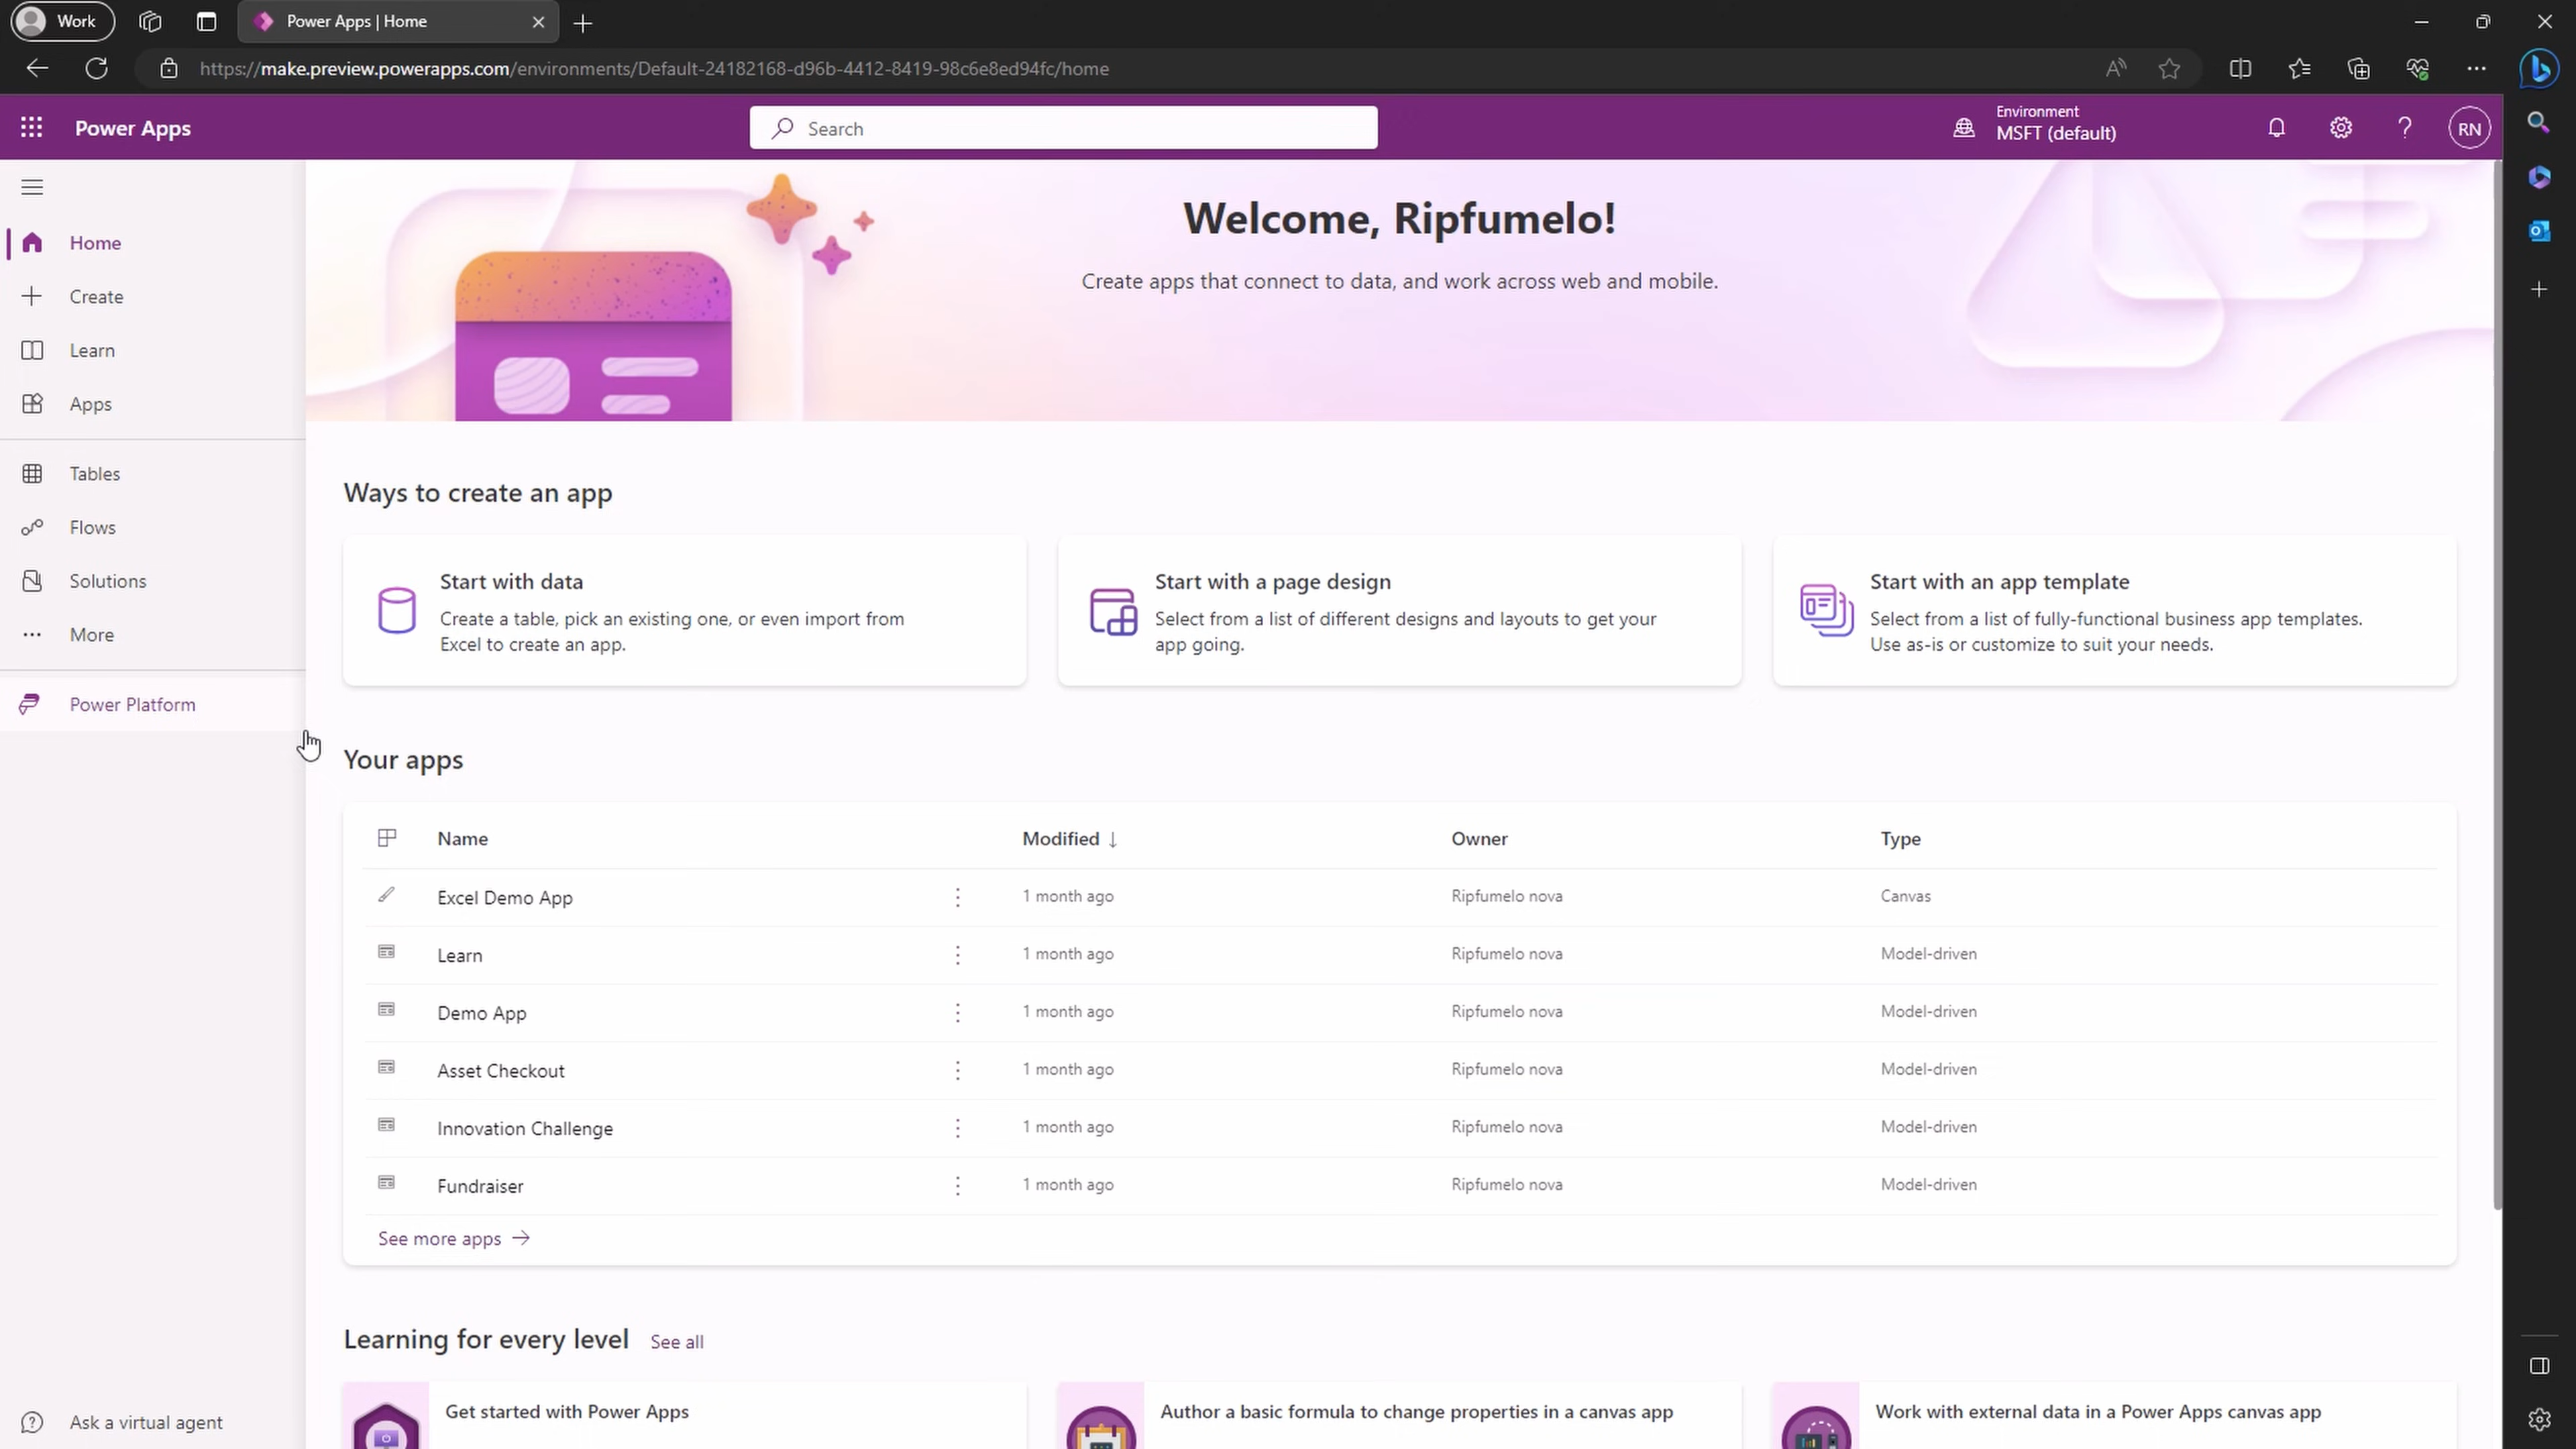 Work
Power Apps | Home
https://make.preview.powerapps.com/environments/Default-24182168-d96b-4412-8419-98c6e8ed94fc/home
Power Apps
Search
Environment
MSFT (default)
RN
Home
Create
Learn
Apps
Tables
Flows
Solutions
More
Power Platform
Ask a virtual agent
Welcome, Ripfumelo!
Create apps that connect to data, and work across web and mobile.
Ways to create an app
Start with data
Create a table, pick an existing one, or even import from
Excel to create an app.
Start with a page design
Select from a list of different designs and layouts to get your
app going.
Start with an app template
Select from a list of fully-functional business app templates.
Use as-is or customize to suit your needs.
Your apps
Name Modified ↓ Owner Type
Excel Demo App 1 month ago Ripfumelo nova Canvas
Learn 1 month ago Ripfumelo nova Model-driven
Demo App 1 month ago Ripfumelo nova Model-driven
Asset Checkout 1 month ago Ripfumelo nova Model-driven
Innovation Challenge 1 month ago Ripfumelo nova Model-driven
Fundraiser 1 month ago Ripfumelo nova Model-driven
See more apps →
Learning for every level See all
Get started with Power Apps
Author a basic formula to change properties in a canvas app
Work with external data in a Power Apps canvas app